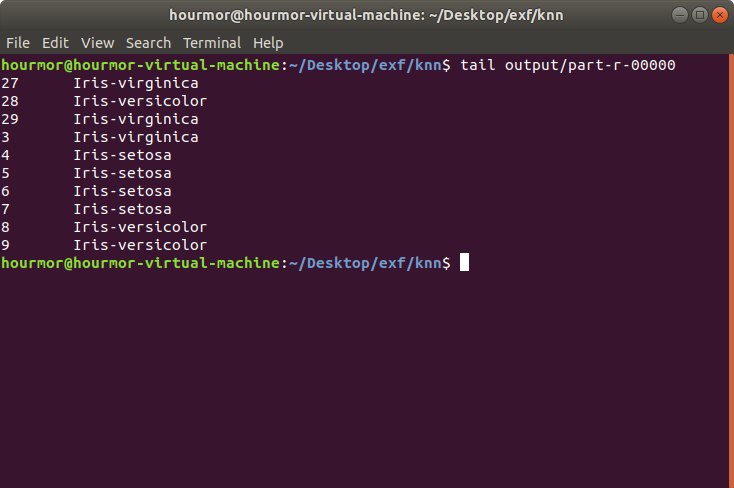 hourmor@hourmor-virtual-machine: ~/Desktop/exf/knn
File Edit View Search Terminal Help
hourmor@hourmor-virtual-machine:~/Desktop/exf/knn$ tail output/part-r-00000
27 Iris-virginica
28 Iris-versicolor
29 Iris-virginica
3 Iris-virginica
4 Iris-setosa
5 Iris-setosa
6 Iris-setosa
7 Iris-setosa
8 Iris-versicolor
9 Iris-versicolor
hourmor@hourmor-virtual-machine:~/Desktop/exf/knn$